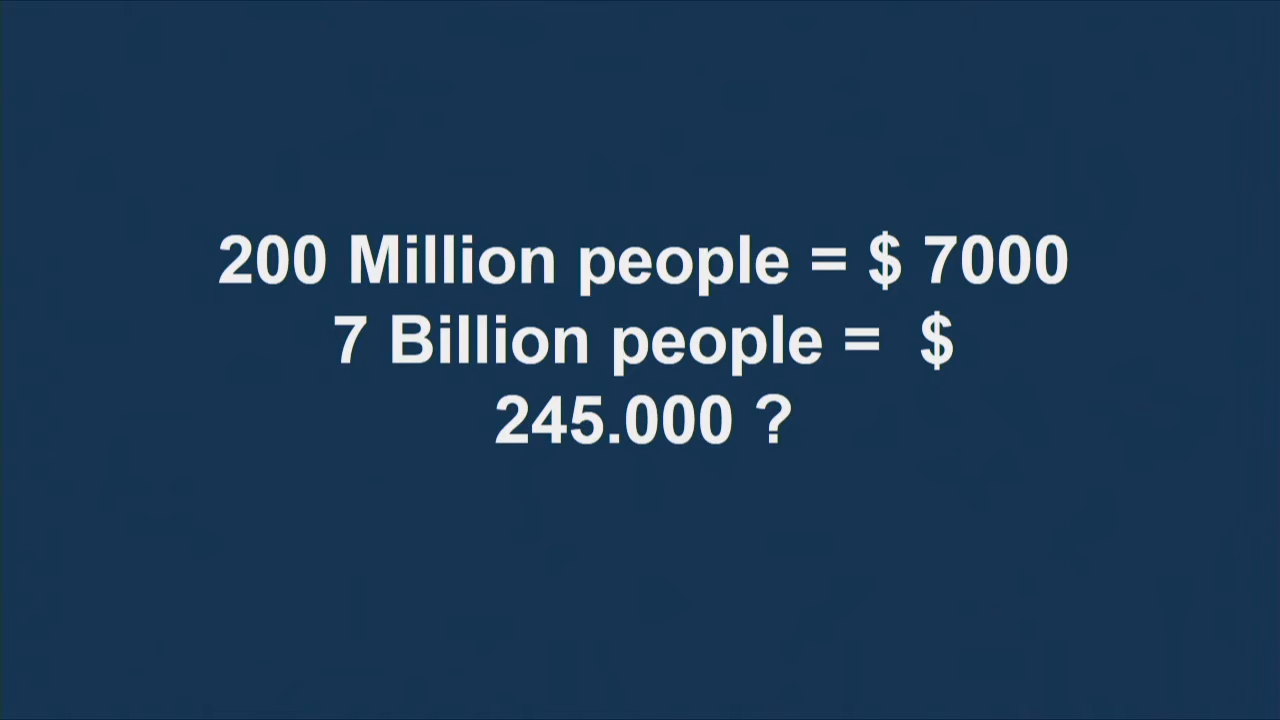 200 Million people = $ 7000
7 Billion people =  $
245.000 ?